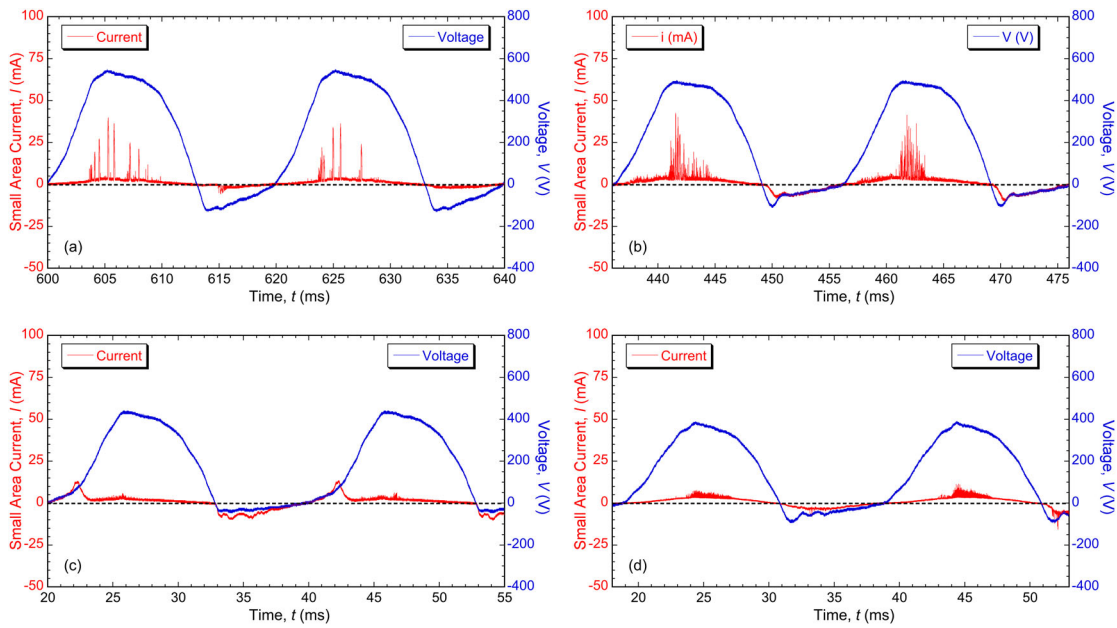 100
75
50
25
0
-25
-50
Small Area Current, I (mA)
Current
Voltage
(a)
800
600
400
200
0
-200
-400
Voltage, V (V)
600 605 610 615 620 625 630 635 640
Time, t (ms)
100
75
50
25
0
-25
-50
Small Area Current, I (mA)
i (mA)
V (V)
(b)
800
600
400
200
0
-200
-400
Voltage, V (V)
440 445 450 455 460 465 470 475
Time, t (ms)
100
75
50
25
0
-25
-50
Small Area Current, I (mA)
Current
Voltage
(c)
800
600
400
200
0
-200
-400
Voltage, V (V)
20 25 30 35 40 45 50 55
Time, t (ms)
100
75
50
25
0
-25
-50
Small Area Current, I (mA)
Current
Voltage
(d)
800
600
400
200
0
-200
-400
Voltage, V (V)
20 25 30 35 40 45 50
Time, t (ms)